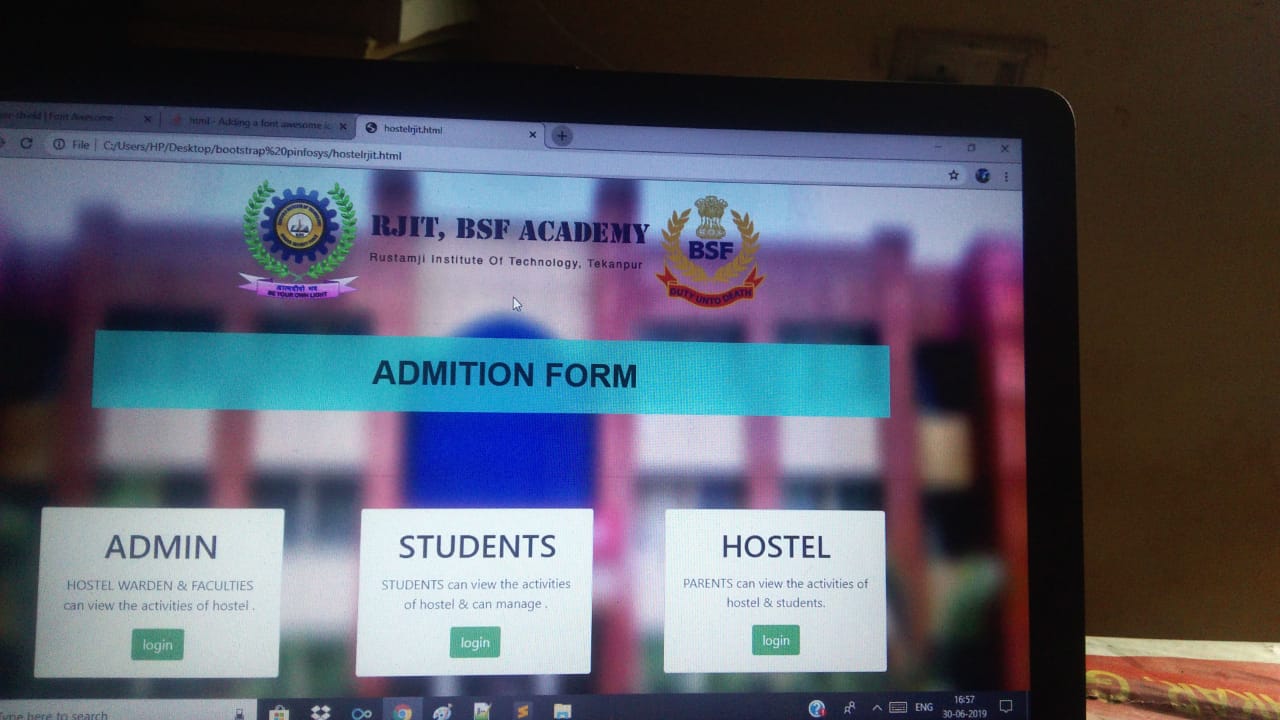 html - Adding a font awesome ic
hostelrjit.html
File | C:/Users/HP/Desktop/bootstrap%20pinfosys/hostelrjit.html
RJIT, BSF ACADEMY
Rustamji Institute Of Technology, Tekanpur
BE YOUR OWN LIGHT
BSF
DUTY UNTO DEATH
ADMITION FORM
ADMIN
HOSTEL WARDEN & FACULTIES
can view the activities of hostel .
login
STUDENTS
STUDENTS can view the activities
of hostel & can manage .
login
HOSTEL
PARENTS can view the activities of
hostel & students.
login
Type here to search
ENG
16:57
30-06-2019